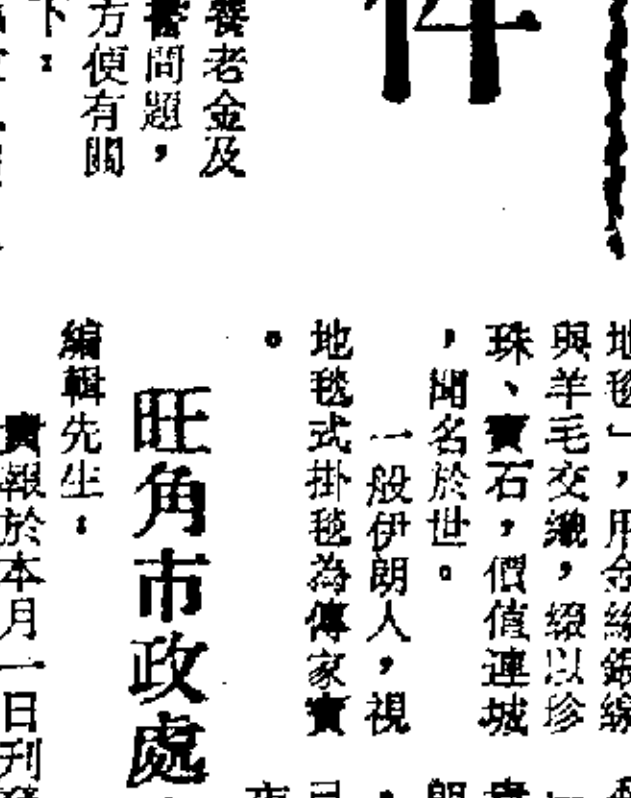 件
養老金及
問題，
方便有關
下：
地毯」，用金絲銀線
與羊毛交織，綴以珍
珠、寶石，價值連城
，聞名於世。
一般伊朗人，視
地毯式掛毯為傳家寶
。
旺角市政處
編輯先生：
貴報於本月一日刊